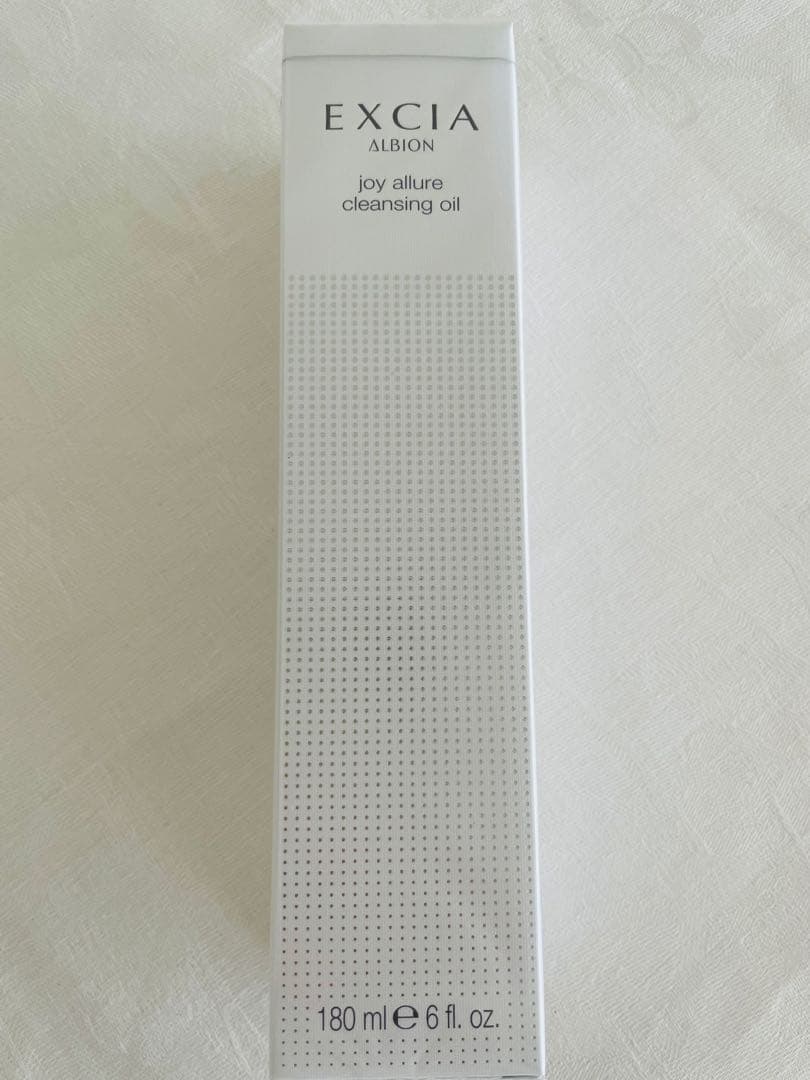 EXCIA
ALBION
joy allure
cleansing oil
180 ml ℮ 6 fl. oz.